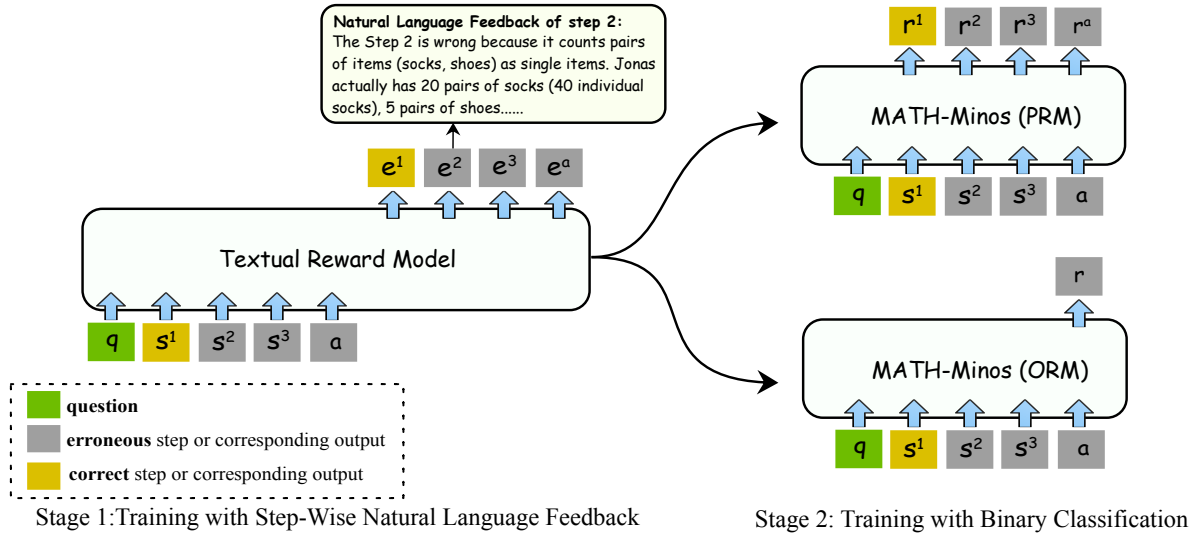 Natural Language Feedback of step 2:
The Step 2 is wrong because it counts pairs
of items (socks, shoes) as single items. Jonas
actually has 20 pairs of socks (40 individual
socks), 5 pairs of shoes......
e¹ e² e³ eᵃ
Textual Reward Model
q s¹ s² s³ a
question
erroneous step or corresponding output
correct step or corresponding output
Stage 1:Training with Step-Wise Natural Language Feedback
r¹ r² r³ rᵃ
MATH-Minos (PRM)
q s¹ s² s³ a
r
MATH-Minos (ORM)
q s¹ s² s³ a
Stage 2: Training with Binary Classification